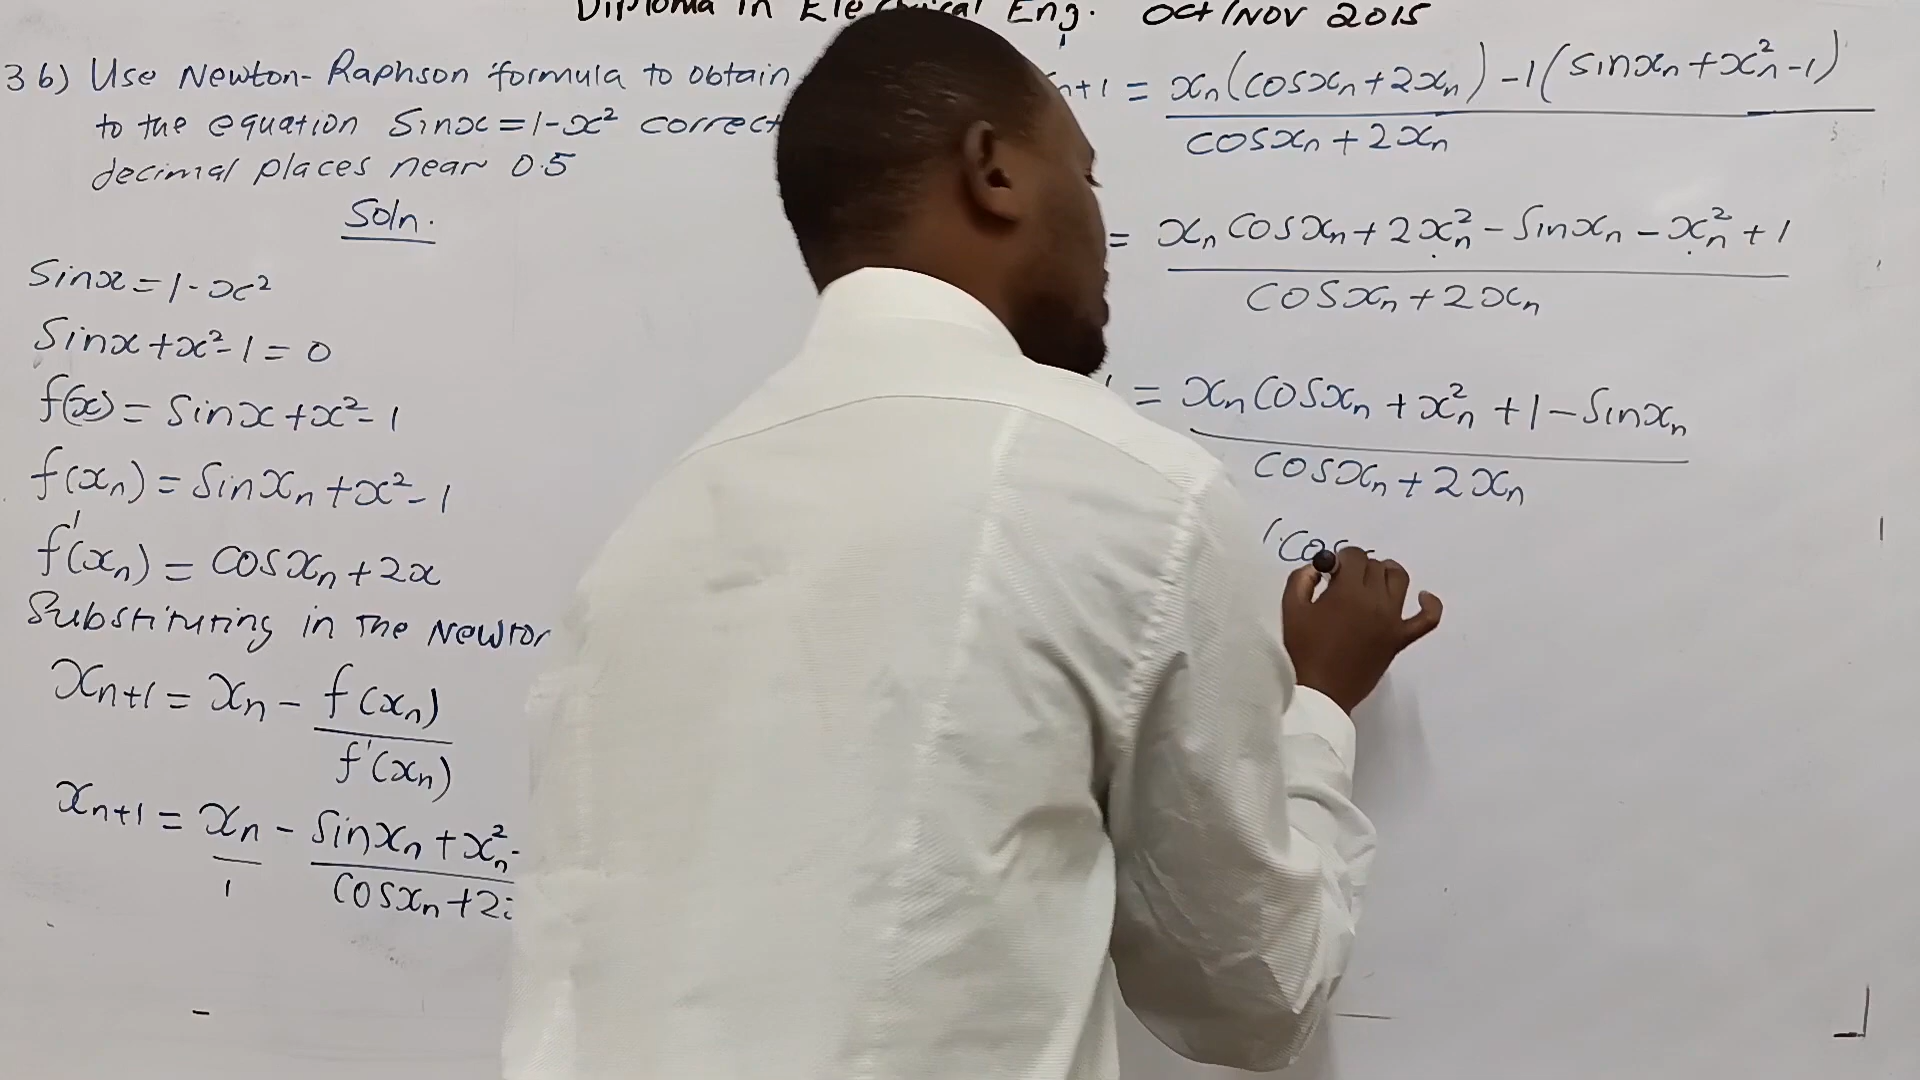 Diploma in Electrical Eng. Oct/Nov 2015
3 b) Use Newton-Raphson formula to obtain
to the equation Sinx = 1-x² correct
decimal places near 0.5
Soln.
Sinx = 1-x²
Sinx + x² - 1 = 0
f(x) = Sinx + x² - 1
f(xₙ) = Sinxₙ + x² - 1
f'(xₙ) = Cosxₙ + 2x
Substituting in the Newton
xₙ₊₁ = xₙ - f(xₙ)
f'(xₙ)
xₙ₊₁ = xₙ - Sinxₙ + xₙ²-
1 Cosxₙ + 2
n+1 = xₙ(cosxₙ + 2xₙ) - 1(sinxₙ + xₙ² - 1)
cosxₙ + 2xₙ
= xₙ Cosxₙ + 2xₙ² - Sinxₙ - xₙ² + 1
Cosxₙ + 2xₙ
= xₙ Cosxₙ + xₙ² + 1 - Sinxₙ
Cosxₙ + 2xₙ
(Cos